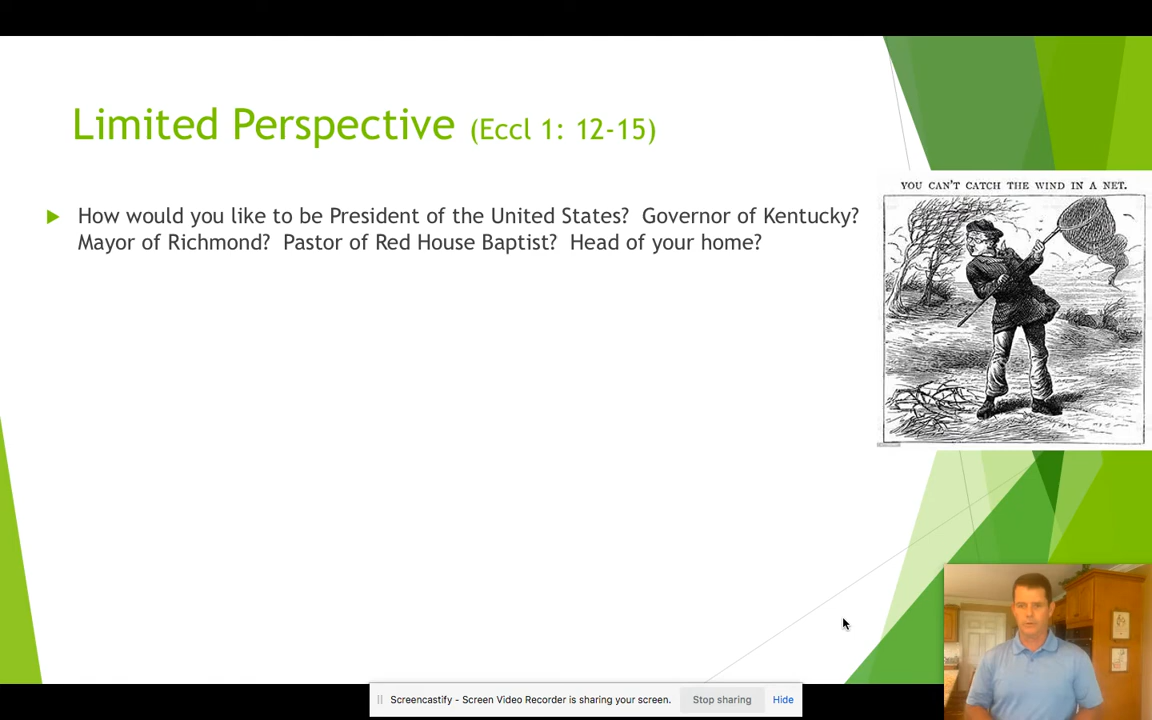 Limited Perspective (Eccl 1: 12-15)
YOU CAN'T CATCH THE WIND IN A NET.
How would you like to be President of the United States?  Governor of Kentucky?
Mayor of Richmond?  Pastor of Red House Baptist?  Head of your home?
Screencastify - Screen Video Recorder is sharing your screen.
Stop sharing
Hide